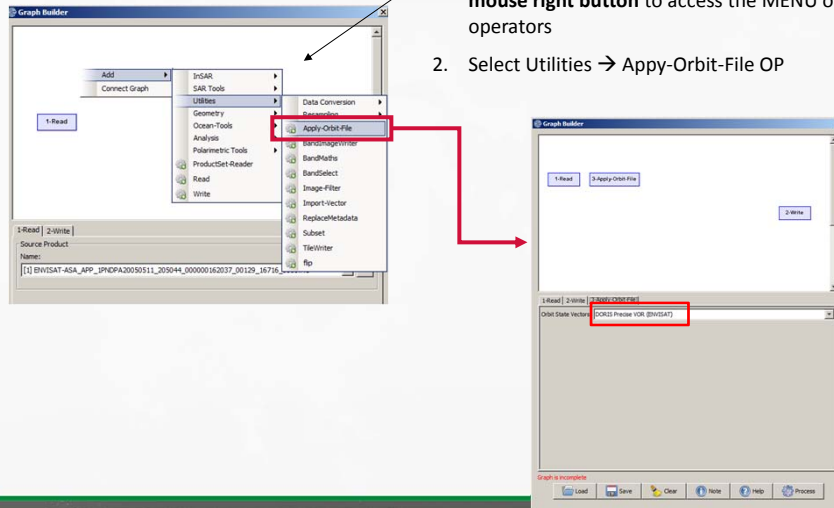 mouse right button to access the MENU o
operators
2. Select Utilities → Appy-Orbit-File OP
Graph Builder
Add
Connect Graph
1-Read
InSAR
SAR Tools
Utilities
Geometry
Ocean-Tools
Analysis
Polarimetric Tools
ProductSet-Reader
Read
Write
Data Conversion
Resampling
Apply-Orbit-File
BandImageWriter
BandMaths
BandSelect
Image-Filter
Import-Vector
ReplaceMetadata
Subset
TileWriter
flip
1-Read 2-Write
Source Product
Name:
[1] ENVISAT-ASA_APP_1PNDPA20050511_205044_000000162037_00129_16716
Graph Builder
1-Read 3-Apply-Orbit-File
2-Write
1-Read 2-Write 3-Apply-Orbit-File
Orbit State Vectors: DORIS Precise VOR (ENVISAT)
Graph is incomplete
Load Save Clear Note Help Process